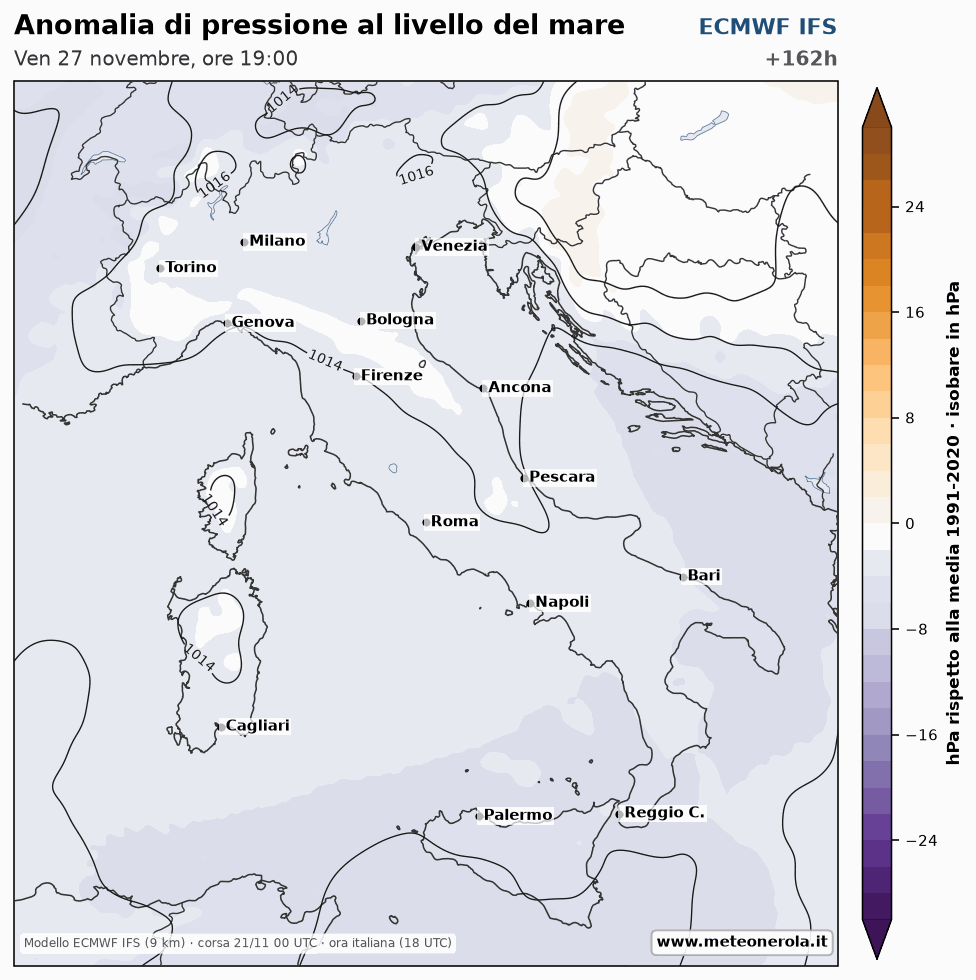 Anomalia di pressione al livello del mare
ECMWF IFS
Ven 27 novembre, ore 19:00
+162h
1014
1016
1016
Milano
Venezia
Torino
Genova
Bologna
1014
Firenze
Ancona
Pescara
1014
Roma
Bari
Napoli
1014
Cagliari
Palermo
Reggio C.
24
16
8
0
−8
−16
−24
hPa rispetto alla media 1991-2020 · isobare in hPa
Modello ECMWF IFS (9 km) · corsa 21/11 00 UTC · ora italiana (18 UTC)
www.meteonerola.it